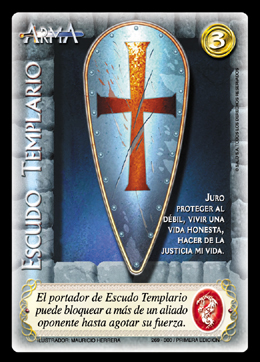 ARMA
3
ESCUDO TEMPLARIO
JURO
PROTEGER AL
DÉBIL, VIVIR UNA
VIDA HONESTA,
HACER DE LA
JUSTICIA MI VIDA.
El portador de Escudo Templario
puede bloquear a más de un aliado
oponente hasta agotar su fuerza.
ILUSTRADOR: MAURICIO HERRERA
PRIMERA EDICION